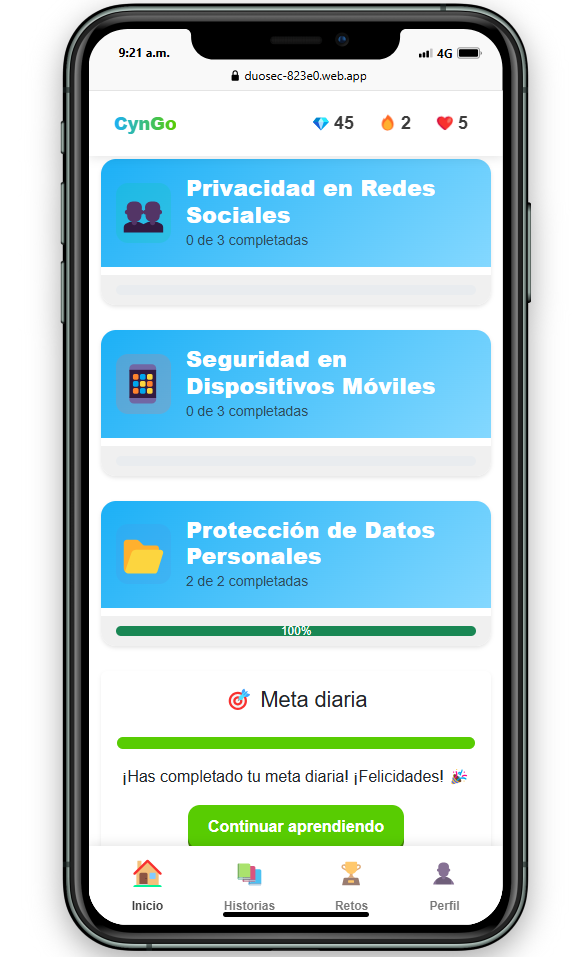 9:21 a.m.
4G
duosec-823e0.web.app
CynGo
45
2
5
Privacidad en Redes
Sociales
0 de 3 completadas
Seguridad en
Dispositivos Móviles
0 de 3 completadas
Protección de Datos
Personales
2 de 2 completadas
100%
Meta diaria
¡Has completado tu meta diaria! ¡Felicidades!
Continuar aprendiendo
Inicio
Historias
Retos
Perfil